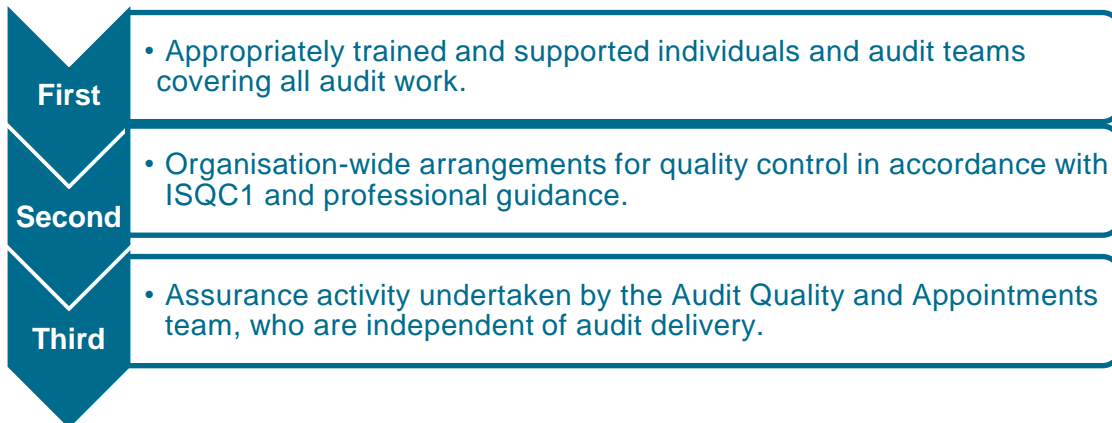 First
• Appropriately trained and supported individuals and audit teams
covering all audit work.
Second
• Organisation-wide arrangements for quality control in accordance with
ISQC1 and professional guidance.
Third
• Assurance activity undertaken by the Audit Quality and Appointments
team, who are independent of audit delivery.